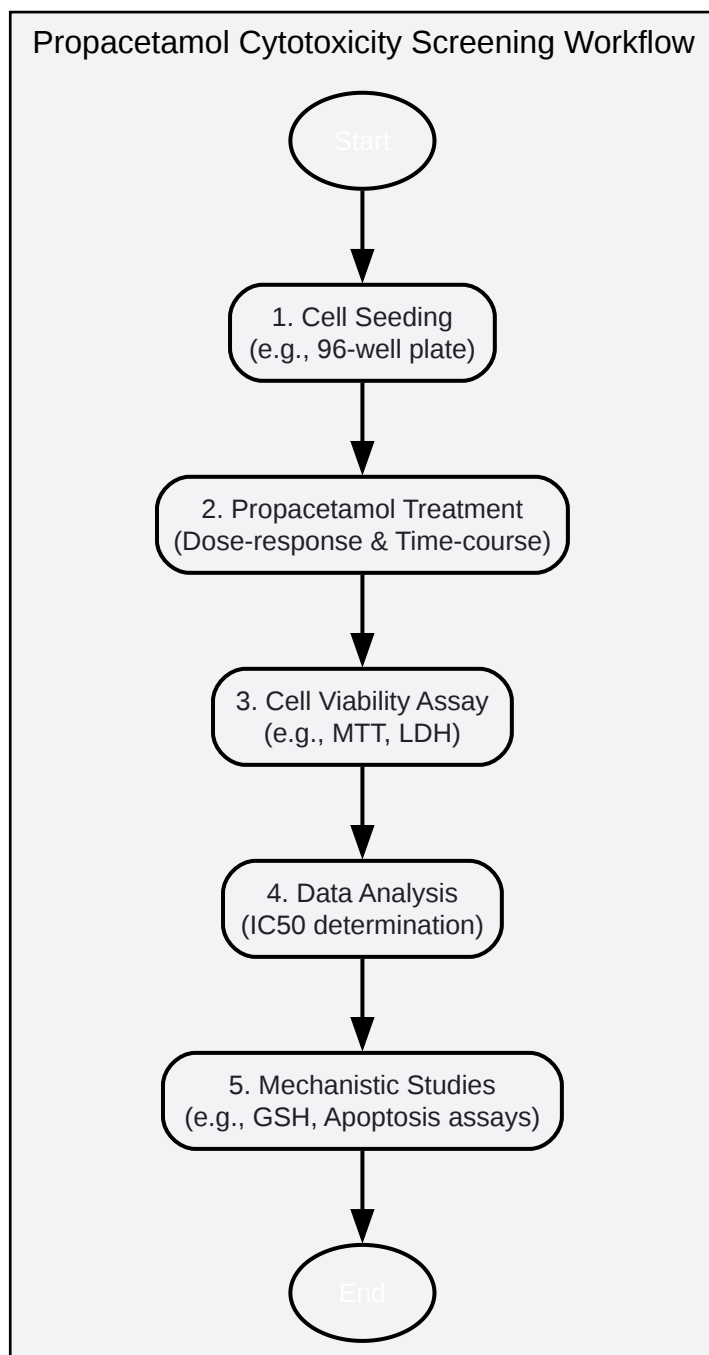 Propacetamol Cytotoxicity Screening Workflow
Start
1. Cell Seeding
(e.g., 96-well plate)
2. Propacetamol Treatment
(Dose-response & Time-course)
3. Cell Viability Assay
(e.g., MTT, LDH)
4. Data Analysis
(IC50 determination)
5. Mechanistic Studies
(e.g., GSH, Apoptosis assays)
End